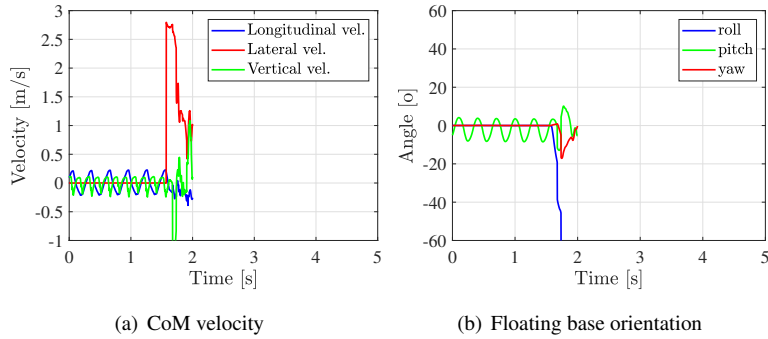 Longitudinal vel.
Lateral vel.
Vertical vel.
Velocity [m/s]
3
2.5
2
1.5
1
0.5
0
-0.5
-1
0 1 2 3 4 5
Time [s]
(a) CoM velocity
roll
pitch
yaw
Angle [o]
60
40
20
0
-20
-40
-60
0 1 2 3 4 5
Time [s]
(b) Floating base orientation